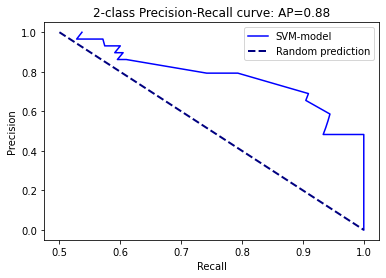 2-class Precision-Recall curve: AP=0.88
SVM-model
Random prediction
Precision
1.0
0.8
0.6
0.4
0.2
0.0
0.5 0.6 0.7 0.8 0.9 1.0
Recall